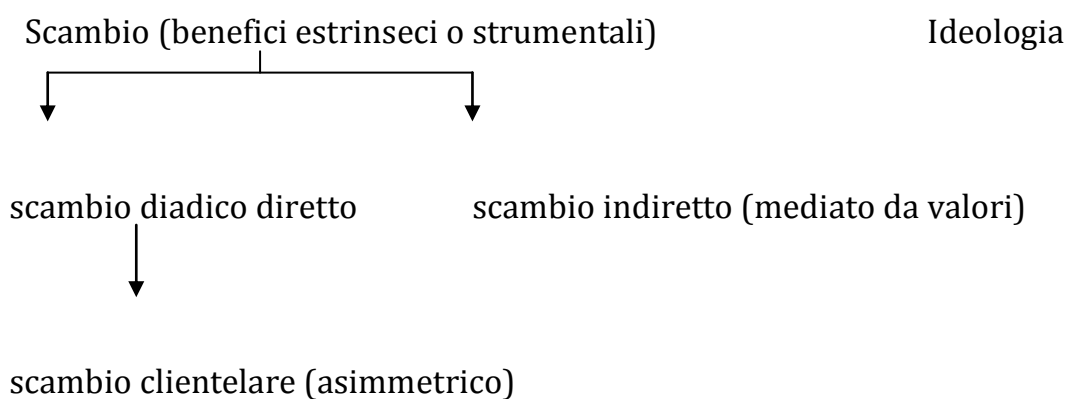 Scambio (benefici estrinseci o strumentali) Ideologia
scambio diadico diretto scambio indiretto (mediato da valori)
scambio clientelare (asimmetrico)